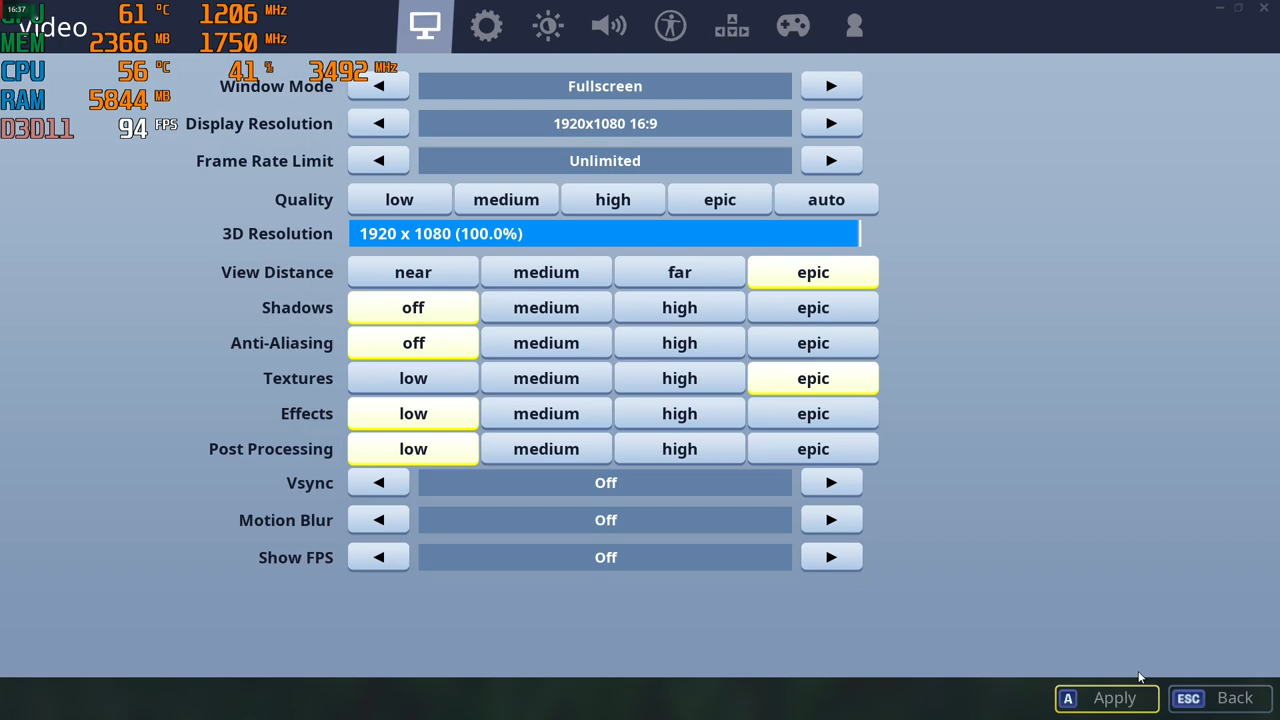 16:37
GPU 61 °C 1206 MHz
Video
MEM 2366 MB 1750 MHz
CPU 56 °C 41 % 3492 MHz
Window Mode ◄ Fullscreen ►
RAM 5844 MB
D3D11 94 FPS
Display Resolution ◄ 1920x1080 16:9 ►
Frame Rate Limit ◄ Unlimited ►
Quality low medium high epic auto
3D Resolution 1920 x 1080 (100.0%)
View Distance near medium far epic
Shadows off medium high epic
Anti-Aliasing off medium high epic
Textures low medium high epic
Effects low medium high epic
Post Processing low medium high epic
Vsync ◄ Off ►
Motion Blur ◄ Off ►
Show FPS ◄ Off ►
A Apply ESC Back